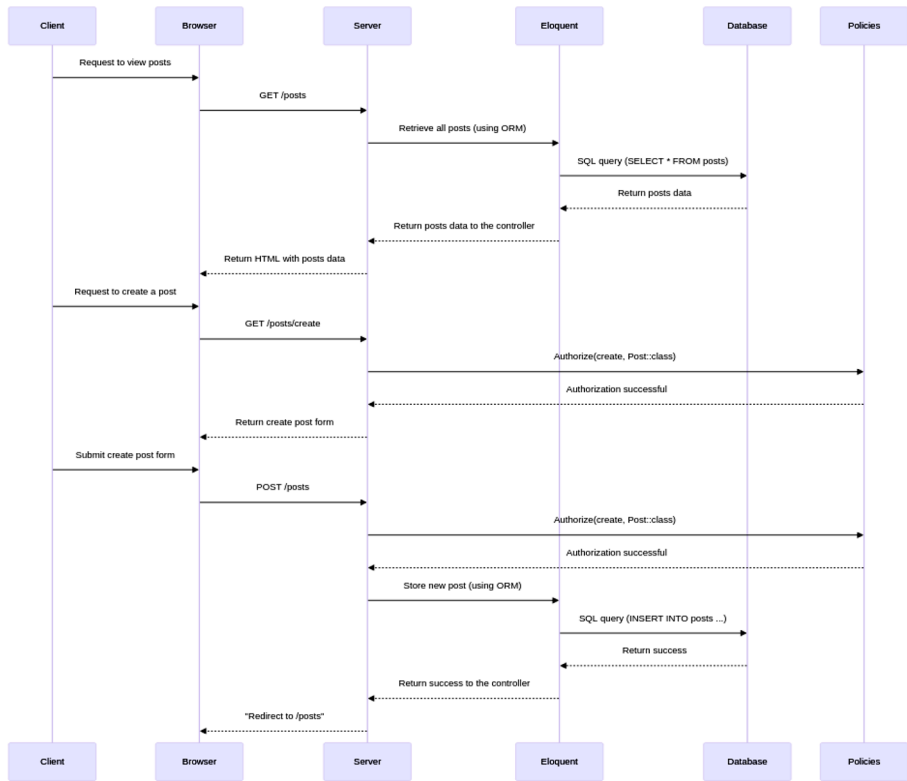 Client Browser Server Eloquent Database Policies
Request to view posts
GET /posts
Retrieve all posts (using ORM)
SQL query (SELECT * FROM posts)
Return posts data
Return posts data to the controller
Return HTML with posts data
Request to create a post
GET /posts/create
Authorize(create, Post::class)
Authorization successful
Return create post form
Submit create post form
POST /posts
Authorize(create, Post::class)
Authorization successful
Store new post (using ORM)
SQL query (INSERT INTO posts ...)
Return success
Return success to the controller
"Redirect to /posts"
Client Browser Server Eloquent Database Policies